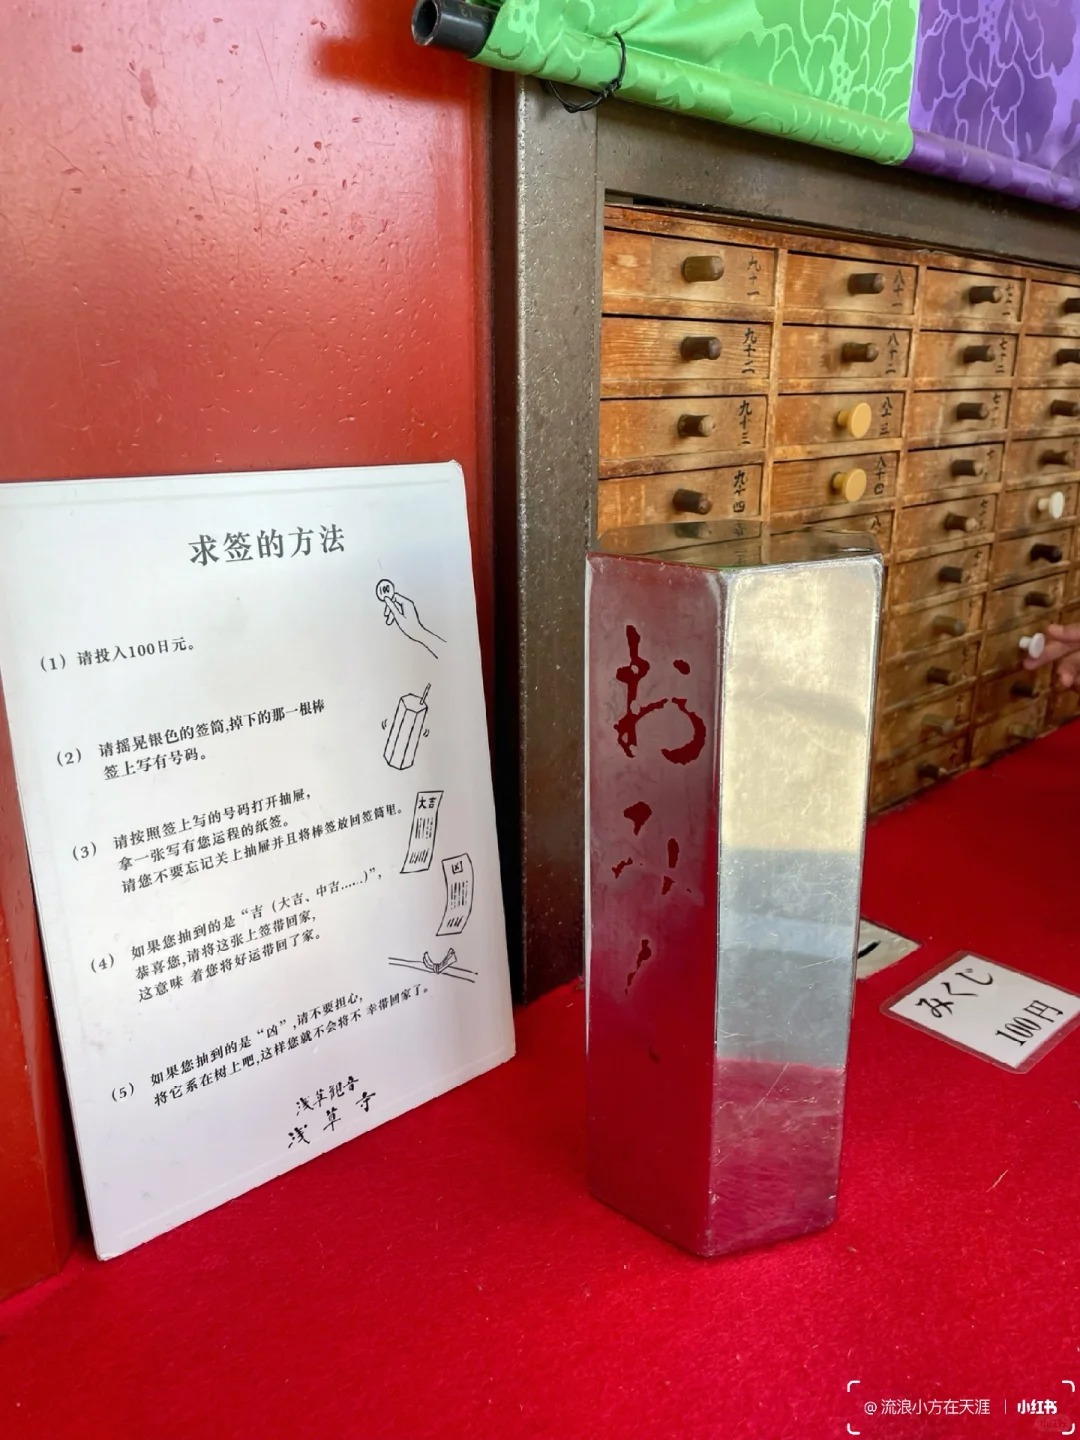 求签的方法
(1) 请投入100日元。
100
(2) 请摇晃银色的签筒,掉下的那一根棒
签上写有号码。
(3) 请按照签上写的号码打开抽屉,
拿一张写有您运程的纸签。
请您不要忘记关上抽屉并且将棒签放回签筒里。
大吉
(4) 如果您抽到的是“吉(大吉、中吉......)”,
恭喜您,请将这张上签带回家,
这意味 着您将好运带回了家。
凶
(5) 如果您抽到的是“凶”,请不要担心,
将它系在树上吧,这样您就不会将不 幸带回家了。
浅草观音
浅草寺
おみ
九十一
八十一
九十二
八十二
七十二
九十三
八十三
九十四
八十四
みくじ
100円
@流浪小方在天涯
小红书